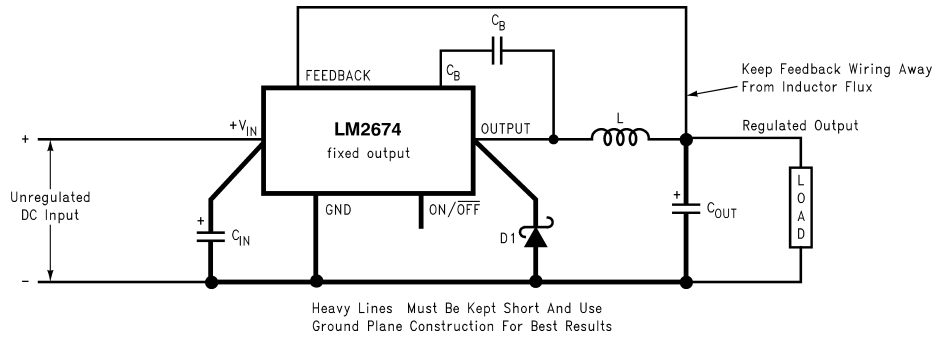 C_B
FEEDBACK
C_B
Keep Feedback Wiring Away
From Inductor Flux
+V_IN
LM2674
fixed output
OUTPUT
L
Regulated Output
+
Unregulated
DC Input
-
+
C_IN
GND
ON/O̅F̅F̅
D1
+
C_OUT
LOAD
Heavy Lines Must Be Kept Short And Use
Ground Plane Construction For Best Results